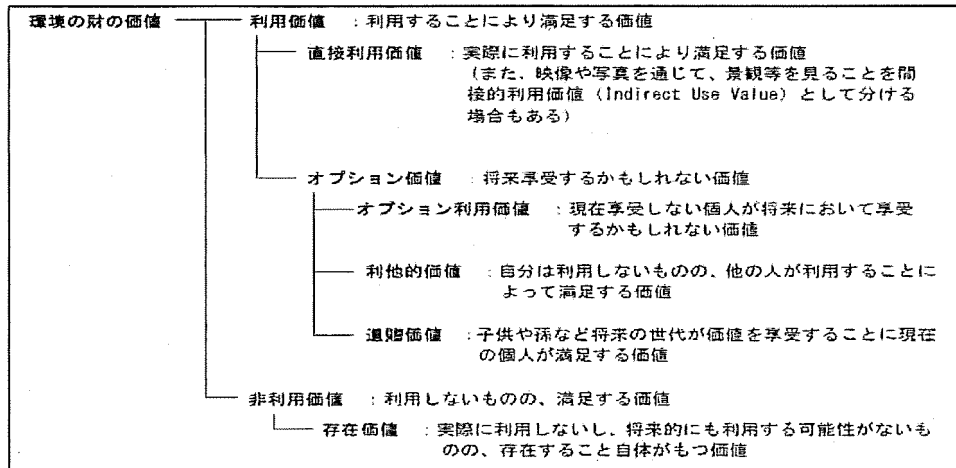 環境の財の価値 利用価値 ：利用することにより満足する価値
直接利用価値 ：実際に利用することにより満足する価値
（また、映像や写真を通じて、景観等を見ることを間
接的利用価値（Indirect Use Value）として分ける
場合もある）
オプション価値 ：将来享受するかもしれない価値
オプション利用価値 ：現在享受しない個人が将来において享受
するかもしれない価値
利他的価値 ：自分は利用しないものの、他の人が利用することに
よって満足する価値
遺贈価値 ：子供や孫など将来の世代が価値を享受することに現在
の個人が満足する価値
非利用価値 ：利用しないものの、満足する価値
存在価値 ：実際に利用しないし、将来的にも利用する可能性がないも
のの、存在すること自体がもつ価値